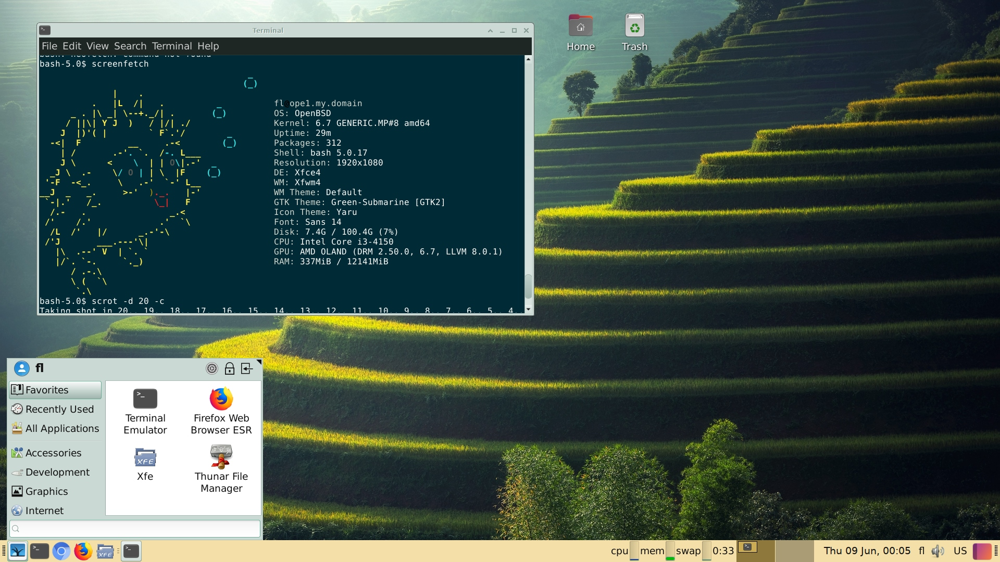 Terminal
File Edit View Search Terminal Help
bash: neofetch: command not found
bash-5.0$ screenfetch
fl@ope1.my.domain
OS: OpenBSD
Kernel: 6.7 GENERIC.MP#8 amd64
Uptime: 29m
Packages: 312
Shell: bash 5.0.17
Resolution: 1920x1080
DE: Xfce4
WM: Xfwm4
WM Theme: Default
GTK Theme: Green-Submarine [GTK2]
Icon Theme: Yaru
Font: Sans 14
Disk: 7.4G / 100.4G (7%)
CPU: Intel Core i3-4150
GPU: AMD OLAND (DRM 2.50.0, 6.7, LLVM 8.0.1)
RAM: 337MiB / 12141MiB
bash-5.0$ scrot -d 20 -c
Taking shot in 20.. 19.. 18.. 17.. 16.. 15.. 14.. 13.. 12.. 11.. 10.. 9.. 8.. 7.. 6.. 5.. 4..
Home
Trash
fl
Favorites
Recently Used
All Applications
Accessories
Development
Graphics
Internet
Terminal Emulator
Firefox Web Browser ESR
XFE
Xfe
Thunar File Manager
XFE
cpu mem swap 0:33
Thu 09 Jun, 00:05 fl US